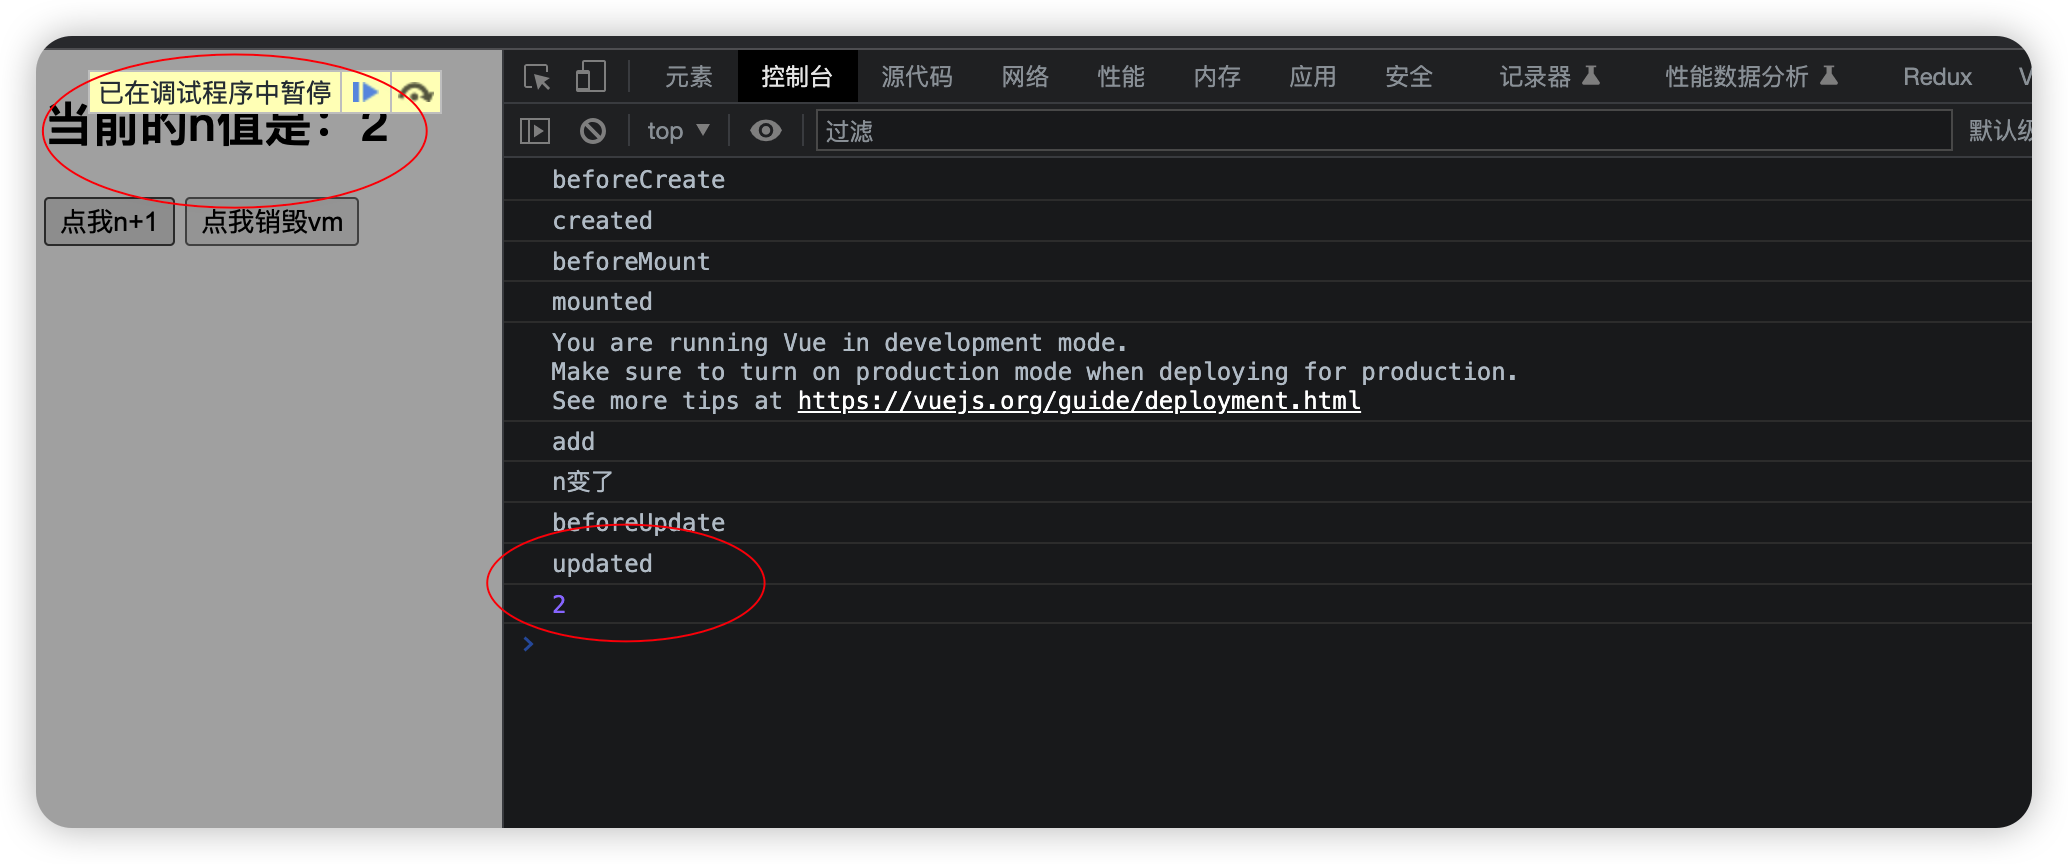 已在调试程序中暂停
当前的n值是：2
点我n+1 点我销毁vm
元素 控制台 源代码 网络 性能 内存 应用 安全 记录器 性能数据分析 Redux
top 过滤 默认级
beforeCreate
created
beforeMount
mounted
You are running Vue in development mode.
Make sure to turn on production mode when deploying for production.
See more tips at https://vuejs.org/guide/deployment.html
add
n变了
beforeUpdate
updated
2